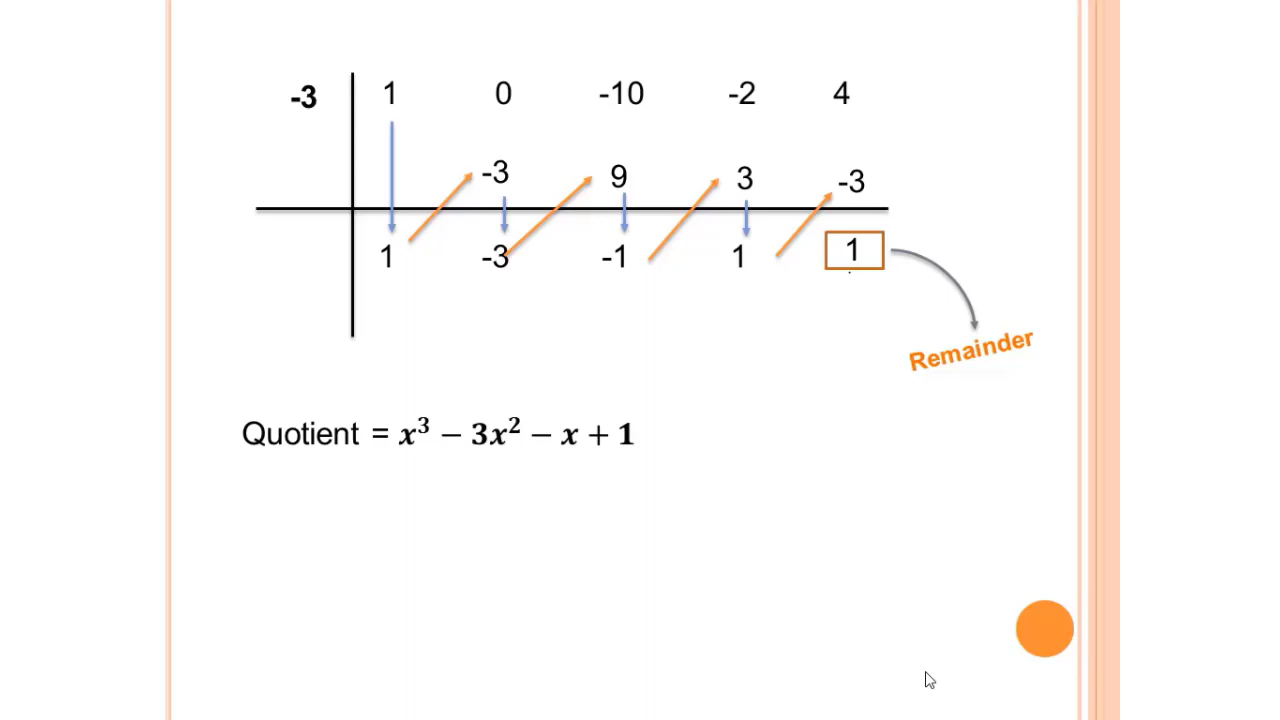 -3 1 0 -10 -2 4
-3 9 3 -3
1 -3 -1 1 1
Remainder
Quotient = x³ − 3x² − x + 1